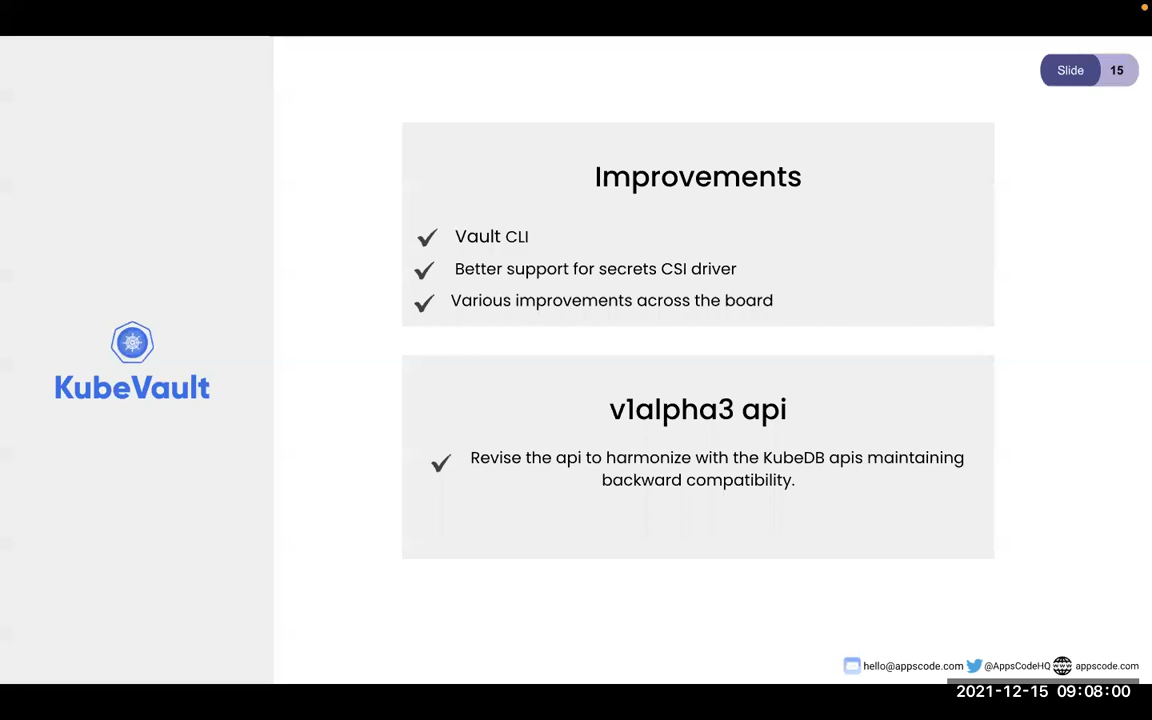 Slide 15
Improvements
Vault CLI
Better support for secrets CSI driver
Various improvements across the board
KubeVault
v1alpha3 api
Revise the api to harmonize with the KubeDB apis maintaining
backward compatibility.
hello@appscode.com @AppsCodeHQ appscode.com
2021-12-15 09:08:00